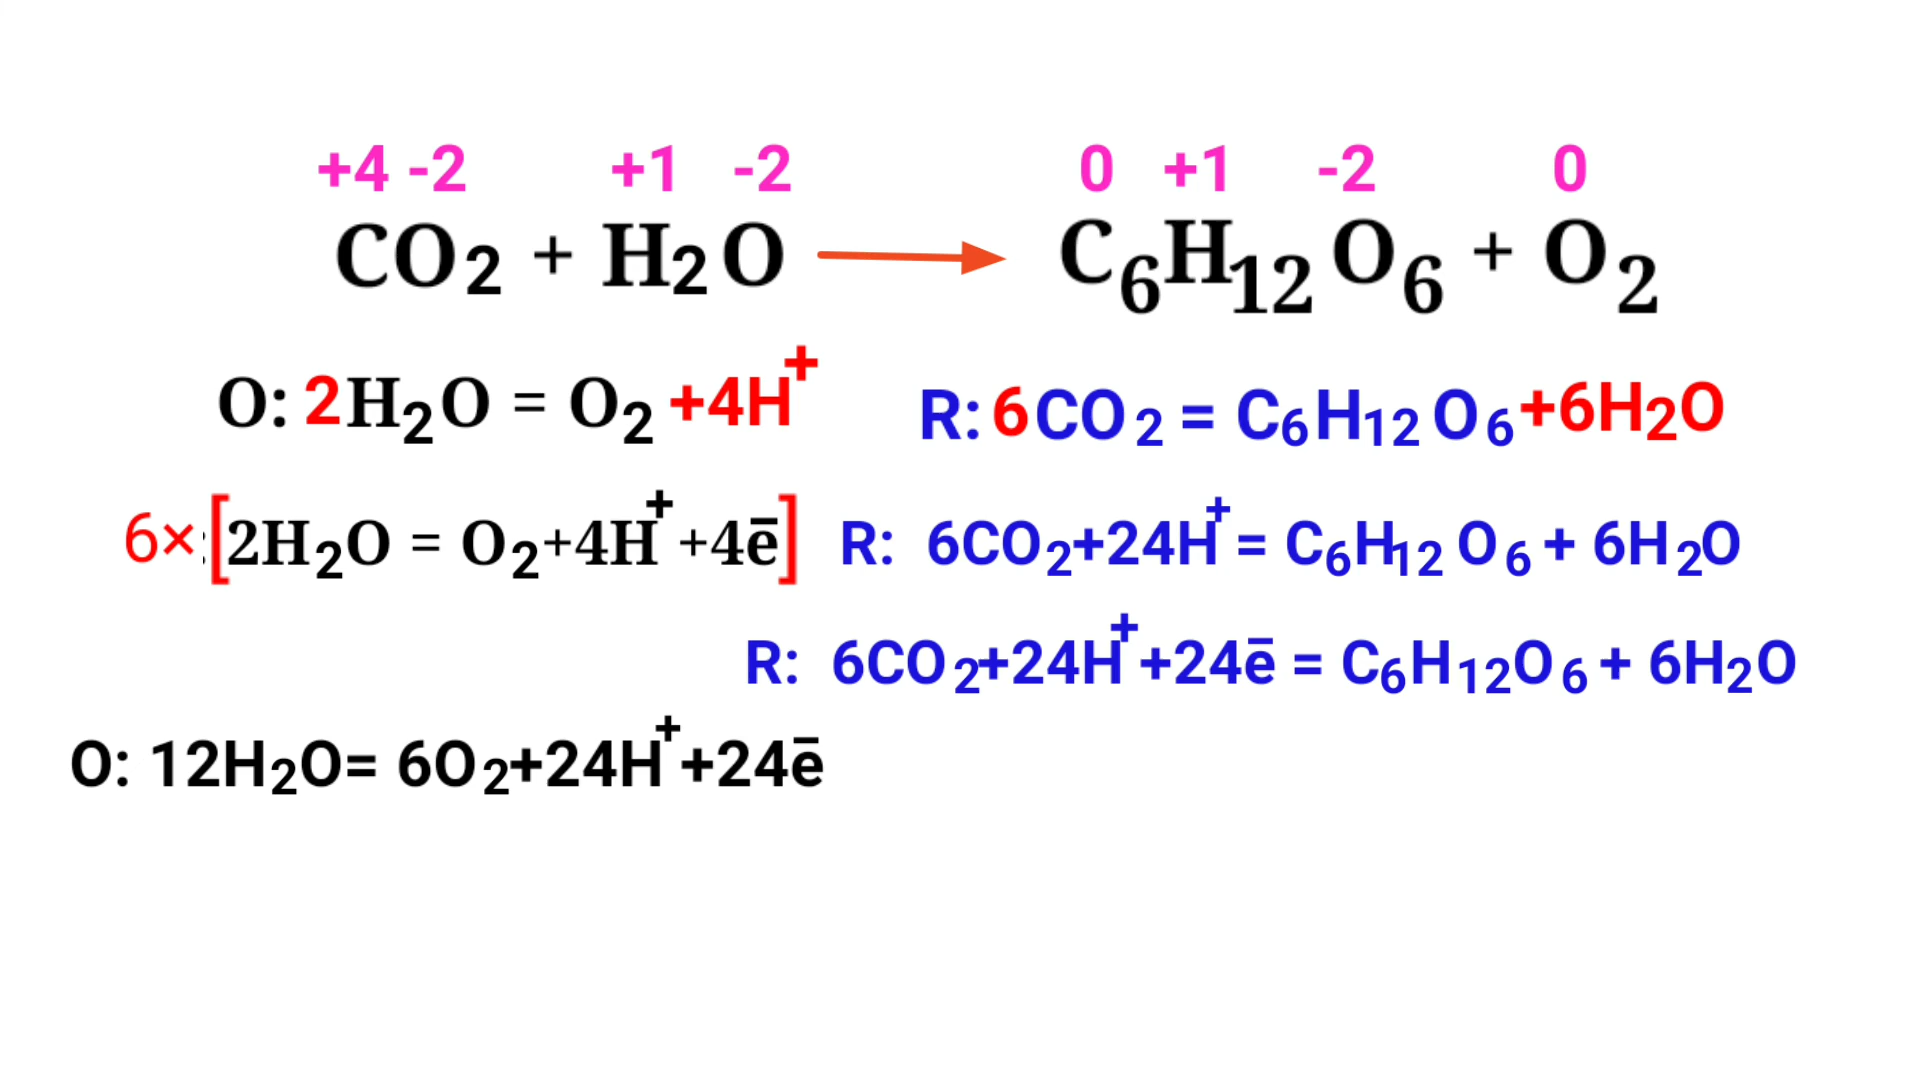 +4 -2 +1 -2 0 +1 -2 0
CO₂ + H₂O → C₆H₁₂O₆ + O₂
O: 2H₂O = O₂ +4H⁺
R: 6CO₂ = C₆H₁₂O₆ +6H₂O
6×:[2H₂O = O₂+4H⁺ +4ē]
R: 6CO₂+24H⁺ = C₆H₁₂O₆ + 6H₂O
R: 6CO₂+24H⁺+24ē = C₆H₁₂O₆ + 6H₂O
O: 12H₂O= 6O₂+24H⁺+24ē